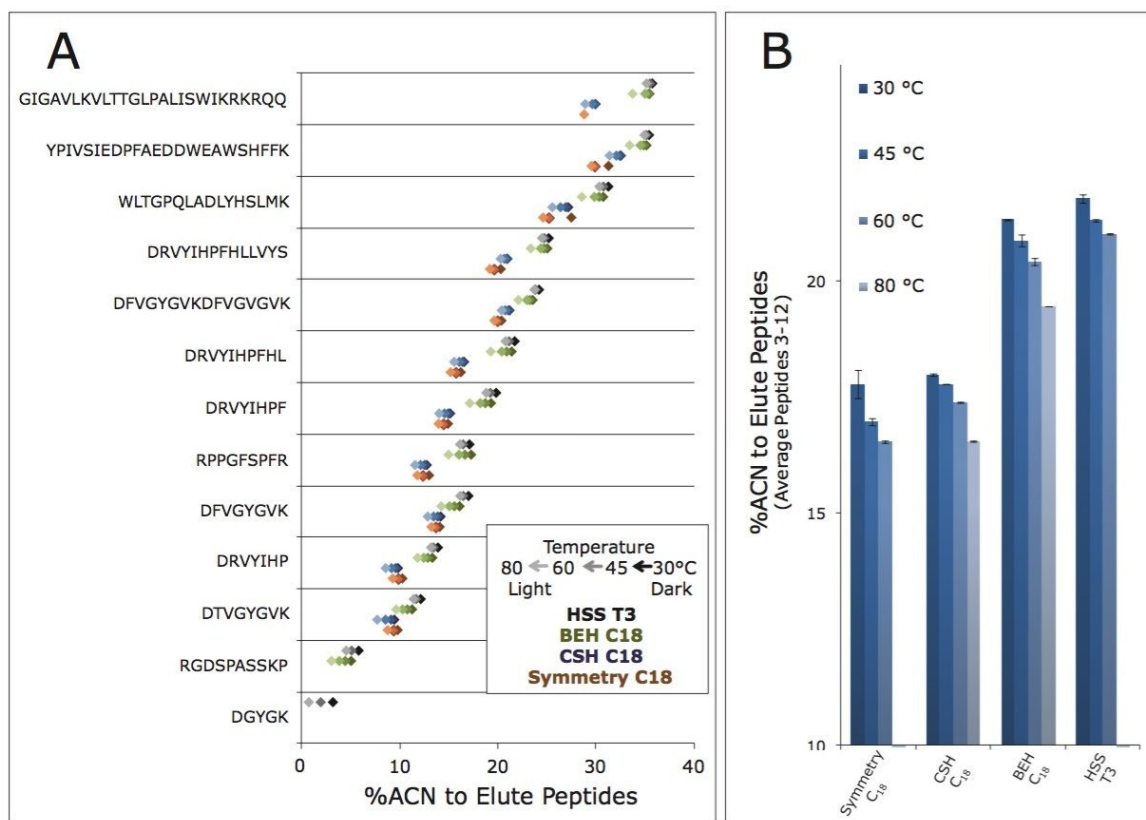 A
GIGAVLKVLTTGLPALISWIKRKRQQ
YPIVSIEDPFAEDDWEAWSHFFK
WLTGPQLADLYHSLMK
DRVYIHPFHLLVYS
DFVGYGVKDFVGVGVK
DRVYIHPFHL
DRVYIHPF
RPPGFSPFR
DFVGYGVK
DRVYIHP
DTVGYGVK
RGDSPASSKP
DGYGK
Temperature
80 60 45 30°C
Light Dark
HSS T3
BEH C18
CSH C18
Symmetry C18
0 10 20 30 40
%ACN to Elute Peptides
B
30 °C
45 °C
60 °C
80 °C
%ACN to Elute Peptides
(Average Peptides 3-12)
20
15
10
Symmetry C18
CSH C18
BEH C18
HSS T3